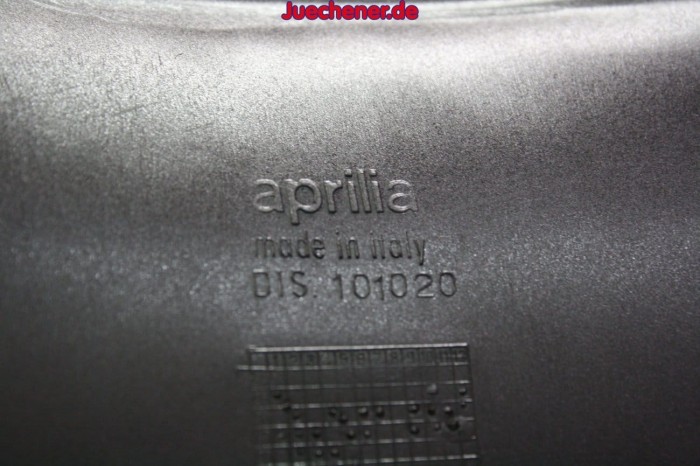 Juechener.de
aprilia
made in italy
DIS. 101020